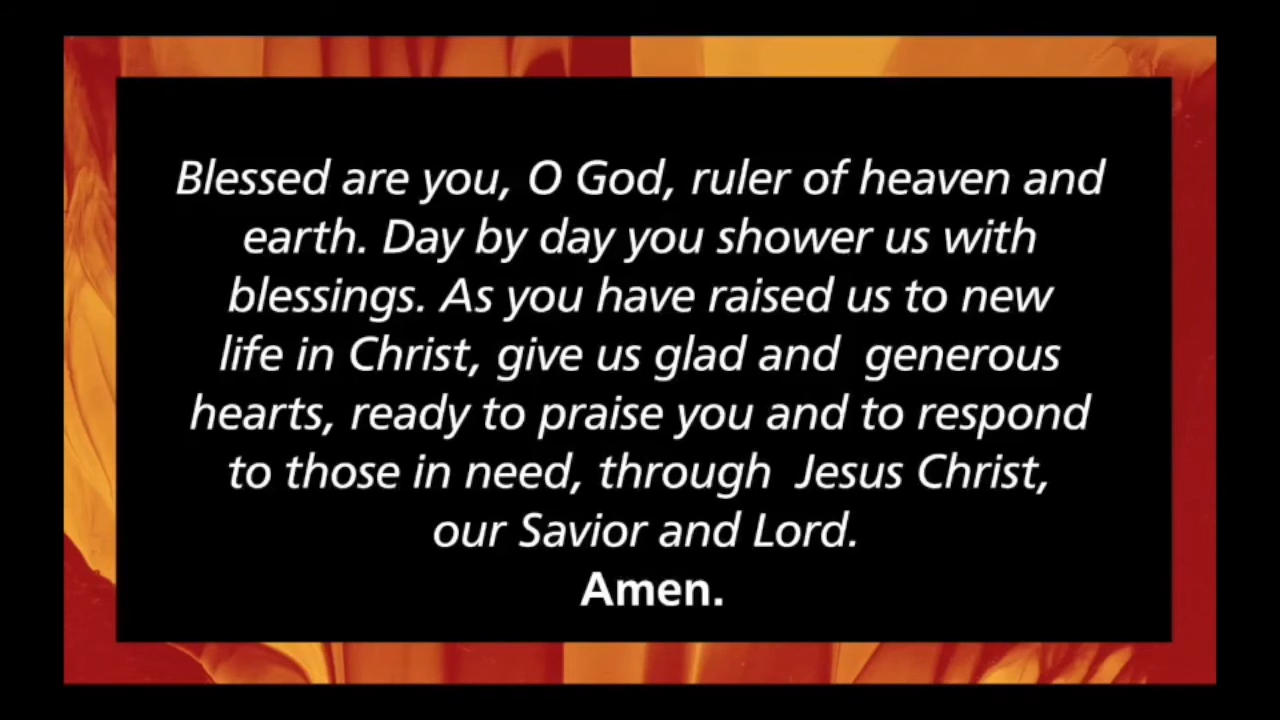 Blessed are you, O God, ruler of heaven and
earth. Day by day you shower us with
blessings. As you have raised us to new
life in Christ, give us glad and  generous
hearts, ready to praise you and to respond
to those in need, through  Jesus Christ,
our Savior and Lord.
Amen.